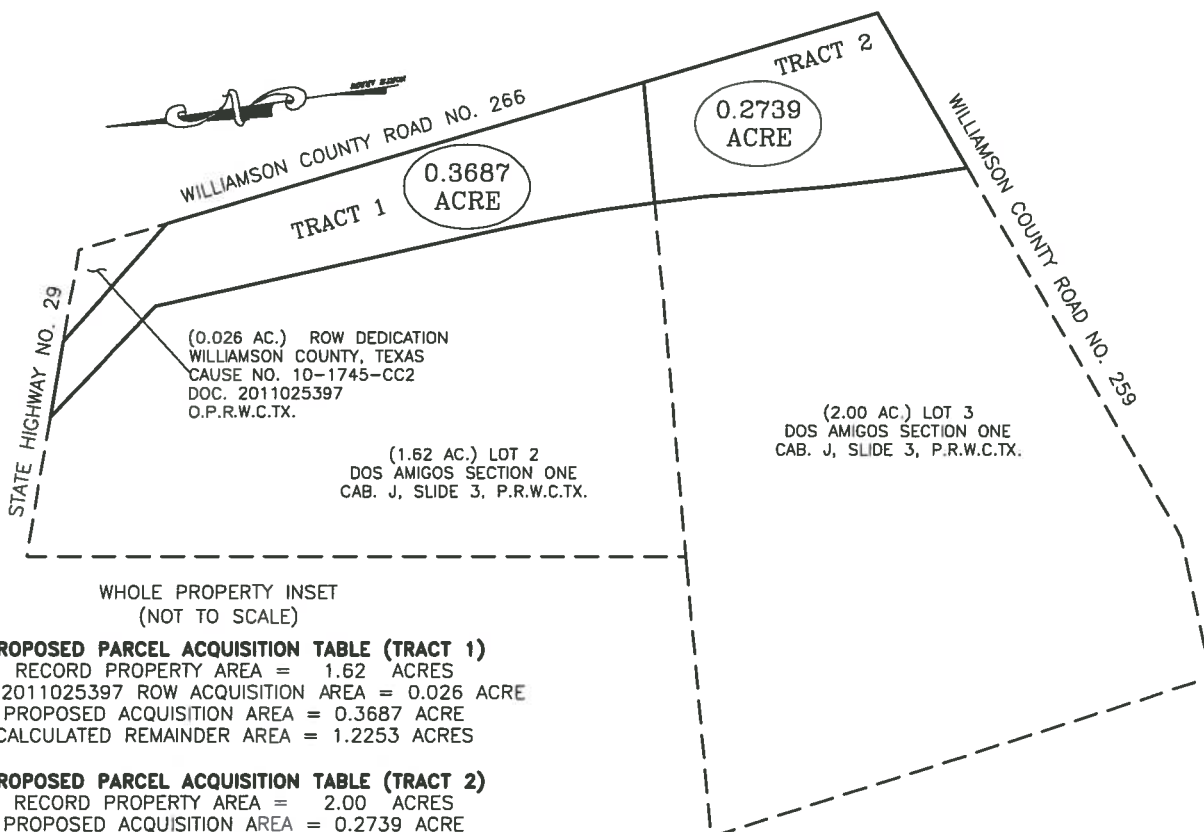 TRACT 2
0.2739
ACRE
WILLIAMSON COUNTY ROAD NO. 266
WILLIAMSON COUNTY ROAD NO. 259
0.3687
ACRE
TRACT 1
STATE HIGHWAY NO. 29
(0.026 AC.) ROW DEDICATION
WILLIAMSON COUNTY, TEXAS
CAUSE NO. 10-1745-CC2
DOC. 2011025397
O.P.R.W.C.TX.
(1.62 AC.) LOT 2
DOS AMIGOS SECTION ONE
CAB. J, SLIDE 3, P.R.W.C.TX.
(2.00 AC.) LOT 3
DOS AMIGOS SECTION ONE
CAB. J, SLIDE 3, P.R.W.C.TX.
WHOLE PROPERTY INSET
(NOT TO SCALE)
ROPOSED PARCEL ACQUISITION TABLE (TRACT 1)
RECORD PROPERTY AREA = 1.62 ACRES
2011025397 ROW ACQUISITION AREA = 0.026 ACRE
PROPOSED ACQUISITION AREA = 0.3687 ACRE
CALCULATED REMAINDER AREA = 1.2253 ACRES
ROPOSED PARCEL ACQUISITION TABLE (TRACT 2)
RECORD PROPERTY AREA = 2.00 ACRES
PROPOSED ACQUISITION AREA = 0.2739 ACRE